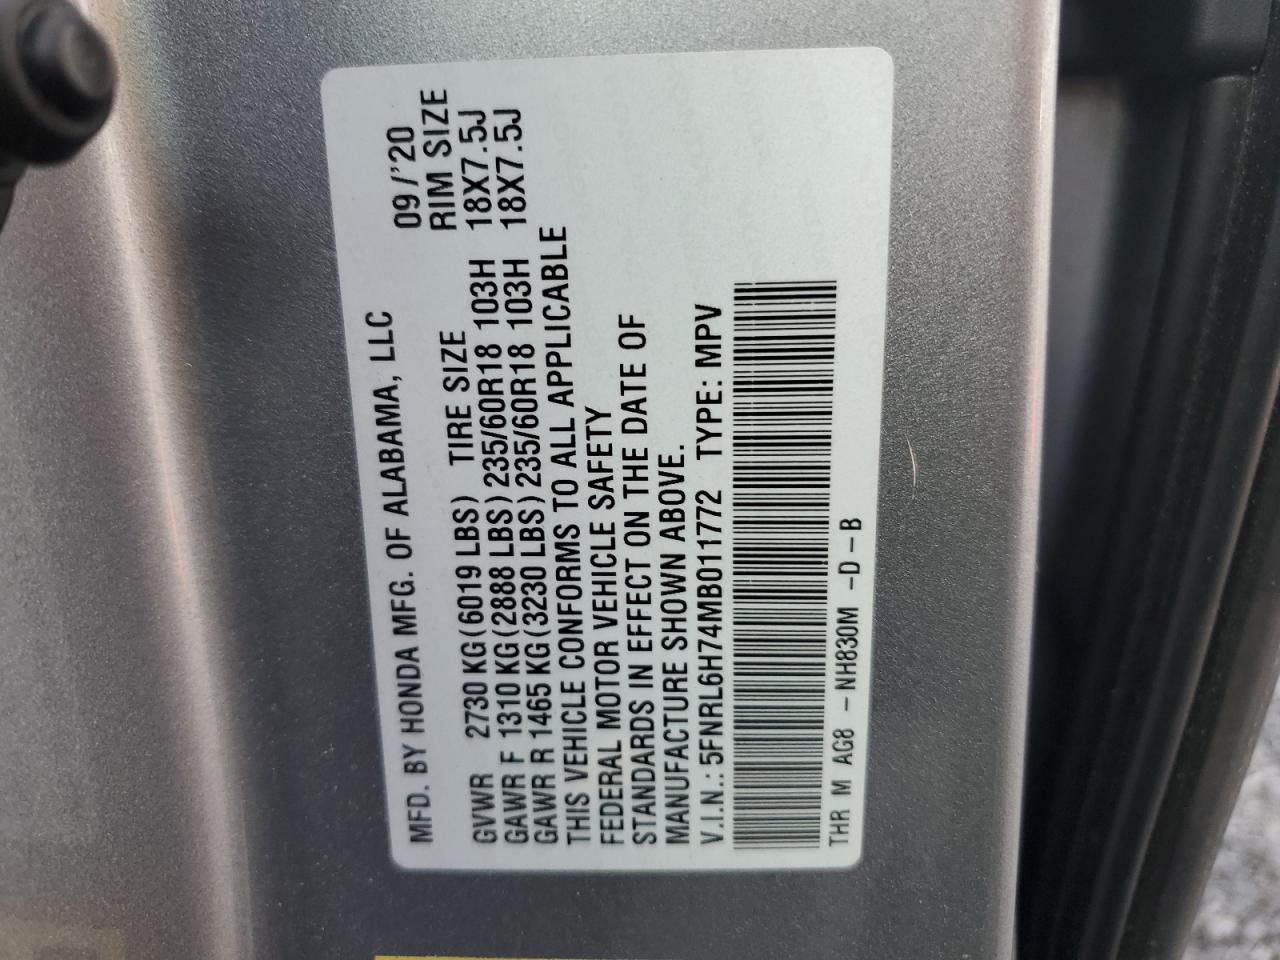 MFD. BY HONDA MFG. OF ALABAMA, LLC 09/'20
TIRE SIZE RIM SIZE
GVWR 2730 KG(6019 LBS)
GAWR F 1310 KG(2888 LBS) 235/60R18 103H 18X7.5J
GAWR R 1465 KG(3230 LBS) 235/60R18 103H 18X7.5J
THIS VEHICLE CONFORMS TO ALL APPLICABLE
FEDERAL MOTOR VEHICLE SAFETY
STANDARDS IN EFFECT ON THE DATE OF
MANUFACTURE SHOWN ABOVE.
V.I.N.: 5FNRL6H74MB011772 TYPE: MPV
THR M AG8 - NH830M -D-B